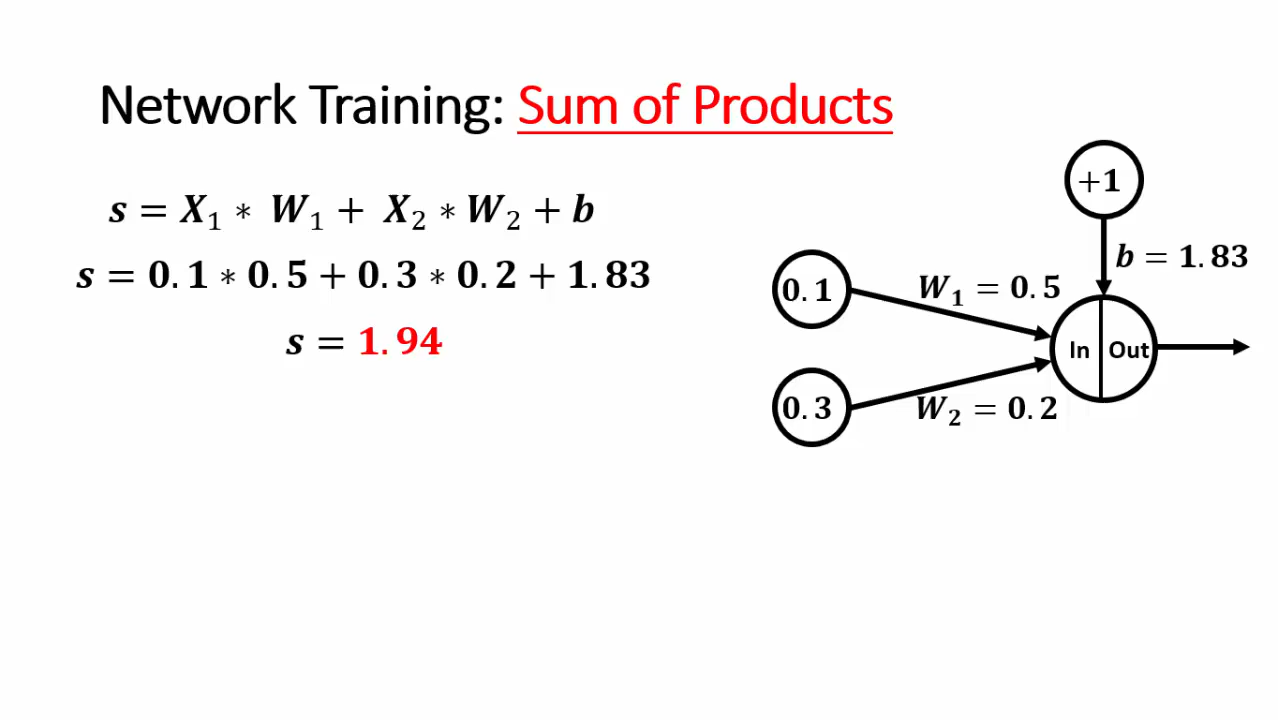 Network Training: Sum of Products
s = X₁ * W₁ + X₂ * W₂ + b
s = 0.1 * 0.5 + 0.3 * 0.2 + 1.83
s = 1.94
+1
b = 1.83
0.1
W₁ = 0.5
In Out
0.3
W₂ = 0.2